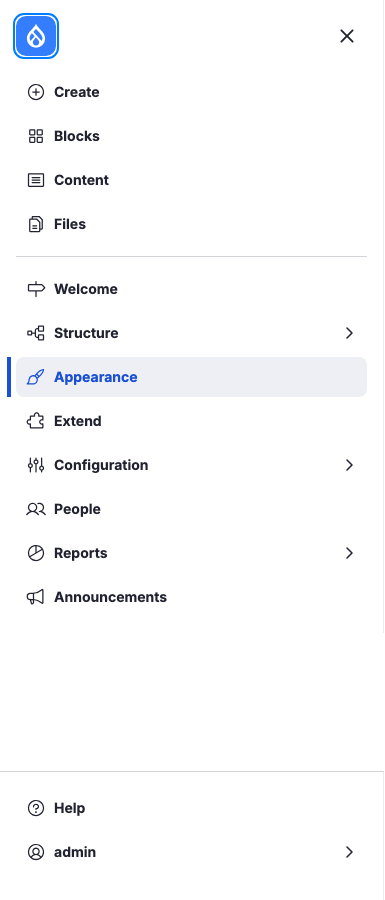 Create
Blocks
Content
Files
Welcome
Structure
Appearance
Extend
Configuration
People
Reports
Announcements
Help
admin